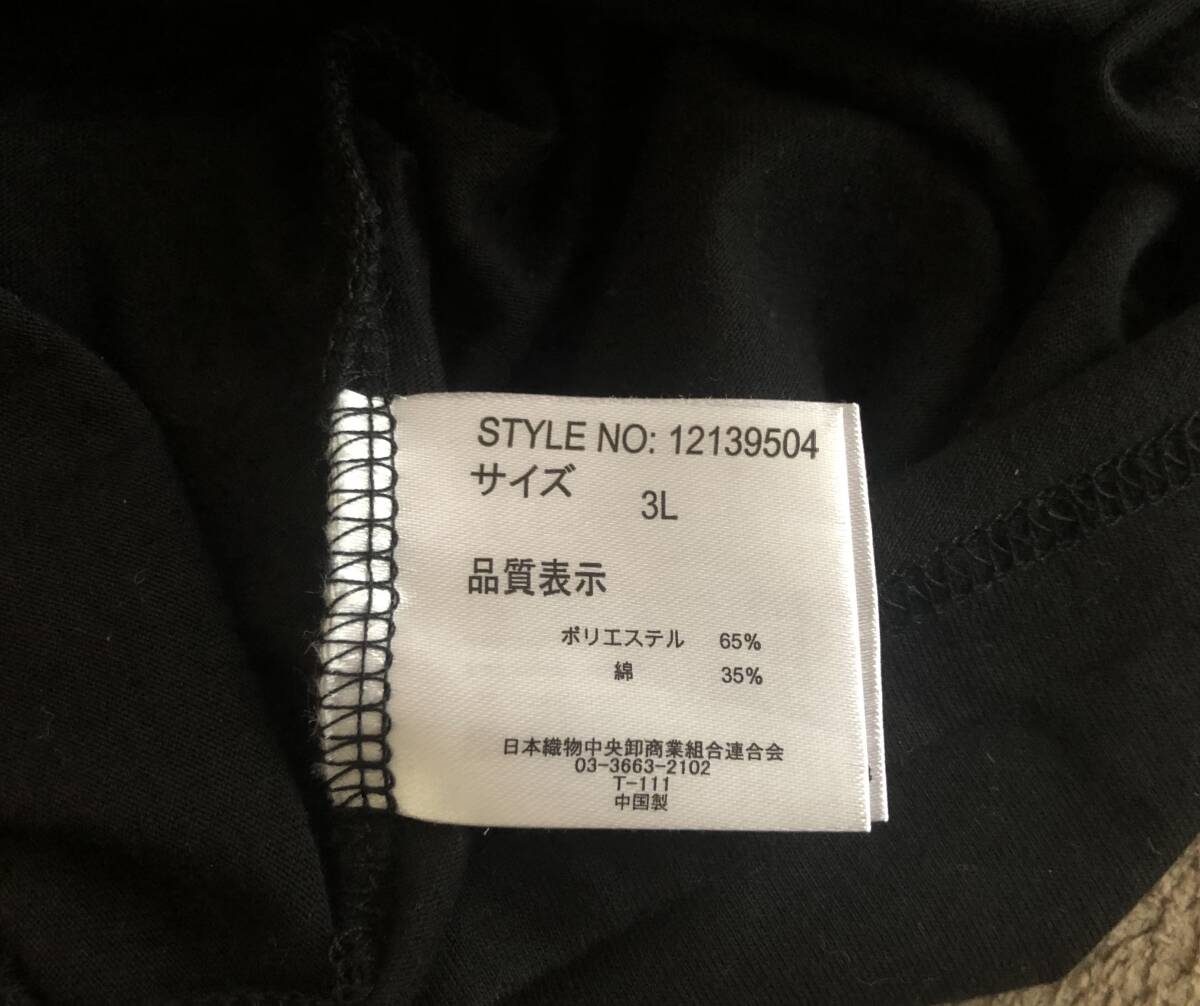 STYLE NO: 12139504
サイズ
3L
品質表示
ポリエステル 65%
綿 35%
日本織物中央卸商業組合連合会
03-3663-2102
T-111
中国製